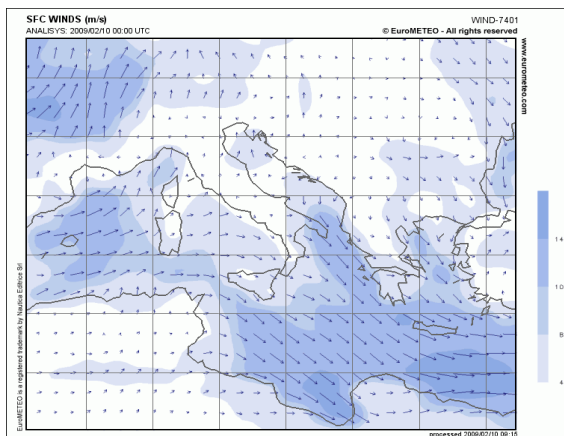 SFC WINDS (m/s)
WIND-7401
ANALISYS: 2009/02/10 00:00 UTC
© EuroMETEO - All rights reserved
www.eurometeo.com
EuroMETEO is a registered trademark by Nautica Editrice Srl
14
10
8
4
processed 2009/02/10 09:15